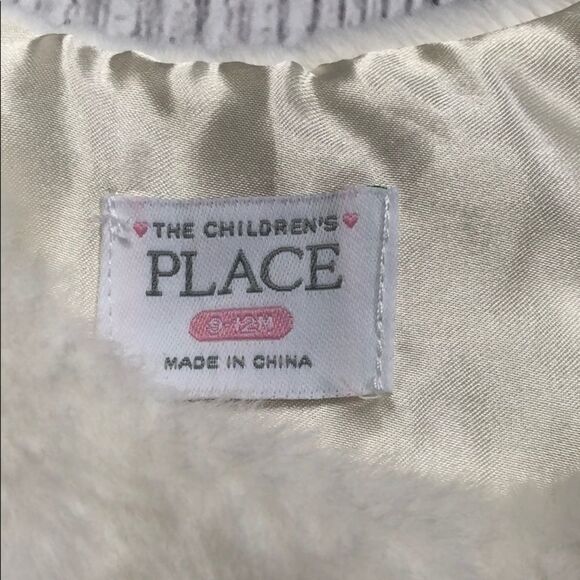 THE CHILDREN'S
PLACE
9-12M
MADE IN CHINA